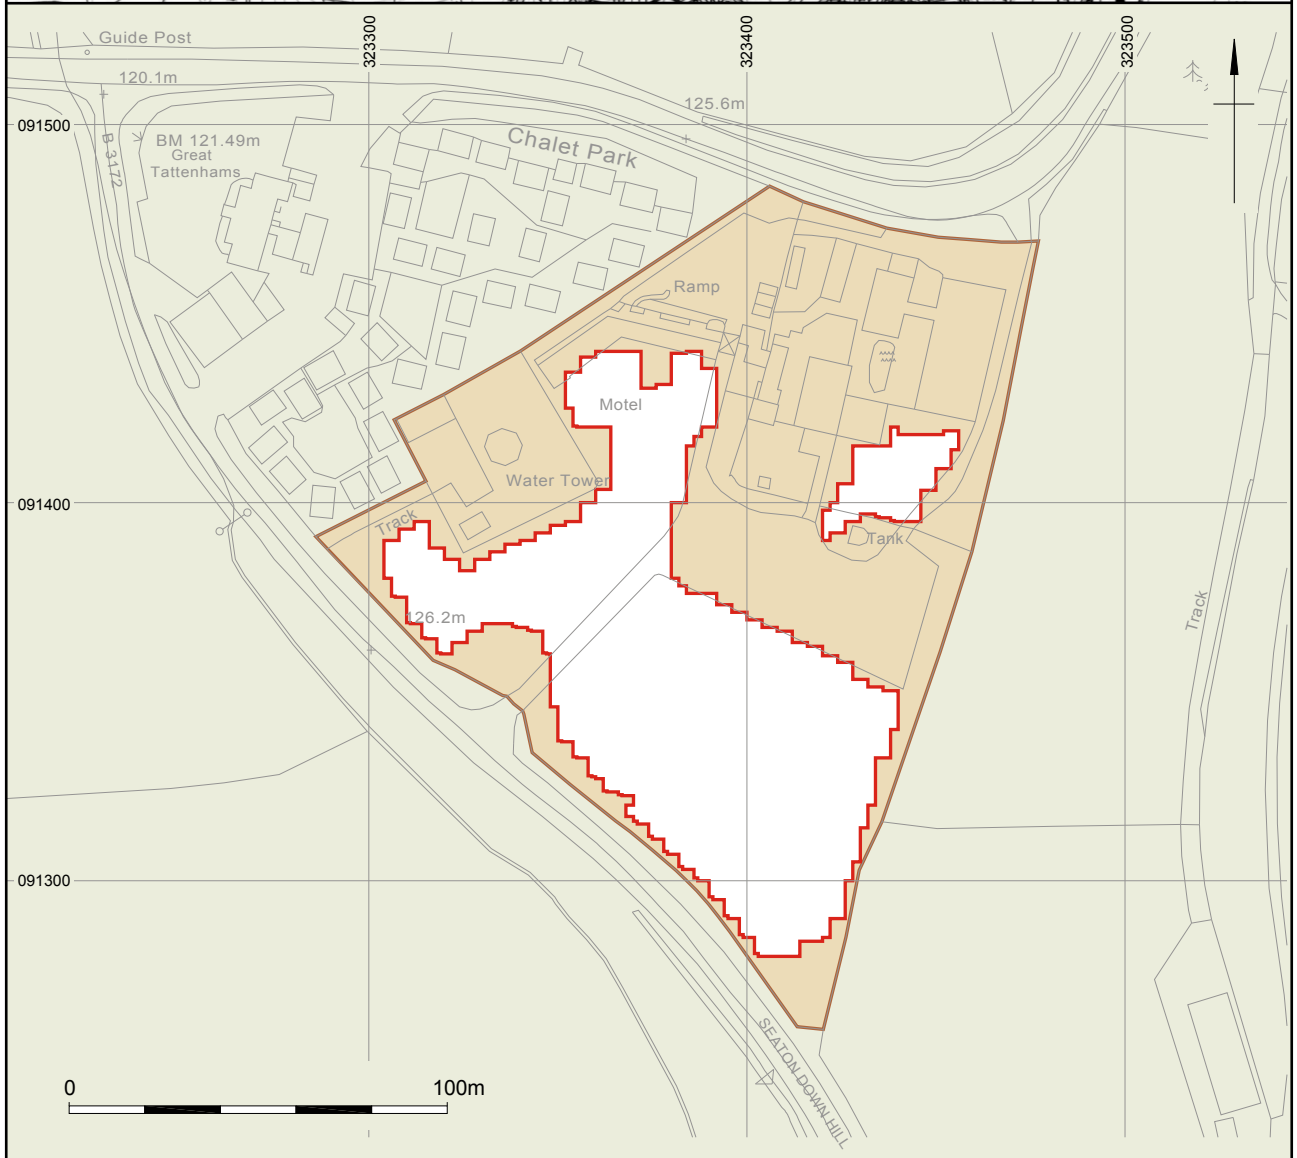 323300
323400
323500
Guide Post
120.1m
125.6m
091500
B 3172
BM 121.49m
Great
Tattenhams
Chalet Park
Ramp
Motel
Water Tower
091400
Track
Tank
126.2m
Track
091300
SEATON DOWN HILL
0
100m